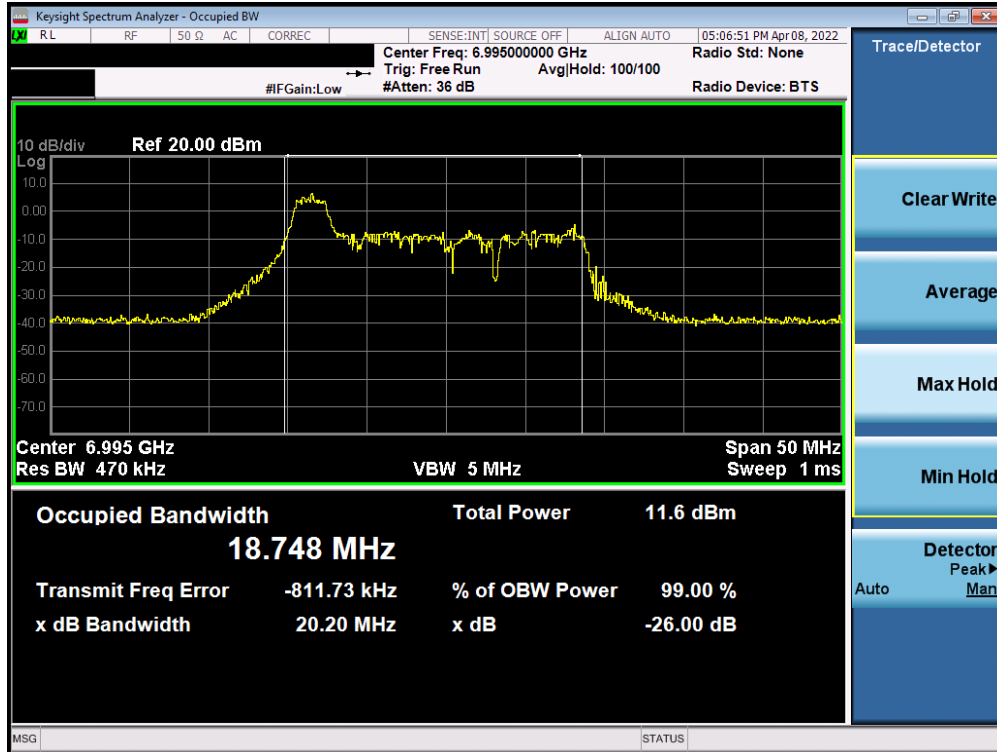 Keysight Spectrum Analyzer - Occupied BW
LXI RL RF 50 Ω AC CORREC SENSE:INT SOURCE OFF ALIGN AUTO 05:06:51 PM Apr 08, 2022
Center Freq: 6.995000000 GHz Radio Std: None
Trig: Free Run Avg|Hold: 100/100
#IFGain:Low #Atten: 36 dB Radio Device: BTS
Trace/Detector
10 dB/div Ref 20.00 dBm
Log
10.0
0.00
-10.0
-20.0
-30.0
-40.0
-50.0
-60.0
-70.0
Center 6.995 GHz Span 50 MHz
Res BW 470 kHz VBW 5 MHz Sweep 1 ms
Occupied Bandwidth Total Power 11.6 dBm
18.748 MHz
Transmit Freq Error -811.73 kHz % of OBW Power 99.00 %
x dB Bandwidth 20.20 MHz x dB -26.00 dB
Clear Write
Average
Max Hold
Min Hold
Detector
Peak▶
Auto Man
MSG STATUS